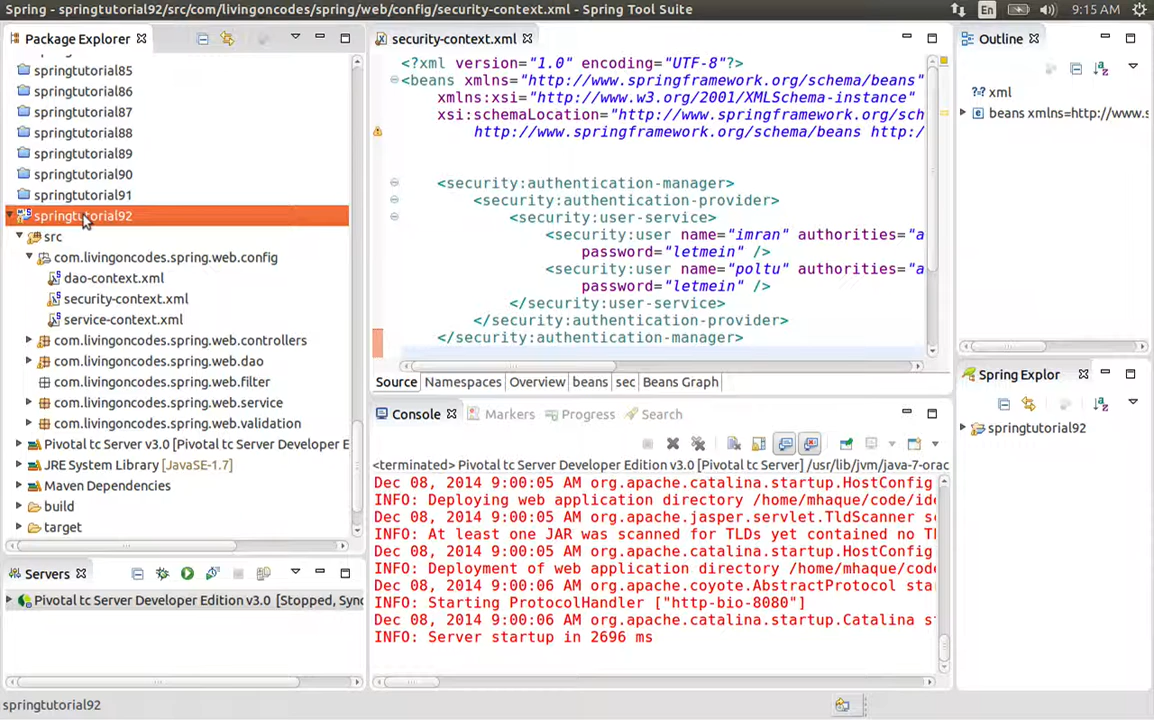 Spring - springtutorial92/src/com/livingoncodes/spring/web/config/security-context.xml - Spring Tool Suite
En
9:15 AM
Package Explorer
springtutorial85
springtutorial86
springtutorial87
springtutorial88
springtutorial89
springtutorial90
springtutorial91
springtutorial92
src
com.livingoncodes.spring.web.config
dao-context.xml
security-context.xml
service-context.xml
com.livingoncodes.spring.web.controllers
com.livingoncodes.spring.web.dao
com.livingoncodes.spring.web.filter
com.livingoncodes.spring.web.service
com.livingoncodes.spring.web.validation
Pivotal tc Server v3.0 [Pivotal tc Server Developer E
JRE System Library [JavaSE-1.7]
Maven Dependencies
build
target
Servers
Pivotal tc Server Developer Edition v3.0 [Stopped, Sync
springtutorial92
security-context.xml
<?xml version="1.0" encoding="UTF-8"?>
<beans xmlns="http://www.springframework.org/schema/beans"
xmlns:xsi="http://www.w3.org/2001/XMLSchema-instance"
xsi:schemaLocation="http://www.springframework.org/sch
http://www.springframework.org/schema/beans http:/
<security:authentication-manager>
<security:authentication-provider>
<security:user-service>
<security:user name="imran" authorities="a
password="letmein" />
<security:user name="poltu" authorities="a
password="letmein" />
</security:user-service>
</security:authentication-provider>
</security:authentication-manager>
Source Namespaces Overview beans sec Beans Graph
Console Markers Progress Search
<terminated> Pivotal tc Server Developer Edition v3.0 [Pivotal tc Server] /usr/lib/jvm/java-7-orac
Dec 08, 2014 9:00:05 AM org.apache.catalina.startup.HostConfig
INFO: Deploying web application directory /home/mhaque/code/ide
Dec 08, 2014 9:00:05 AM org.apache.jasper.servlet.TldScanner s
INFO: At least one JAR was scanned for TLDs yet contained no T
Dec 08, 2014 9:00:05 AM org.apache.catalina.startup.HostConfig
INFO: Deployment of web application directory /home/mhaque/code
Dec 08, 2014 9:00:06 AM org.apache.coyote.AbstractProtocol star
INFO: Starting ProtocolHandler ["http-bio-8080"]
Dec 08, 2014 9:00:06 AM org.apache.catalina.startup.Catalina st
INFO: Server startup in 2696 ms
Outline
xml
beans xmlns=http://www.s
Spring Explor
springtutorial92